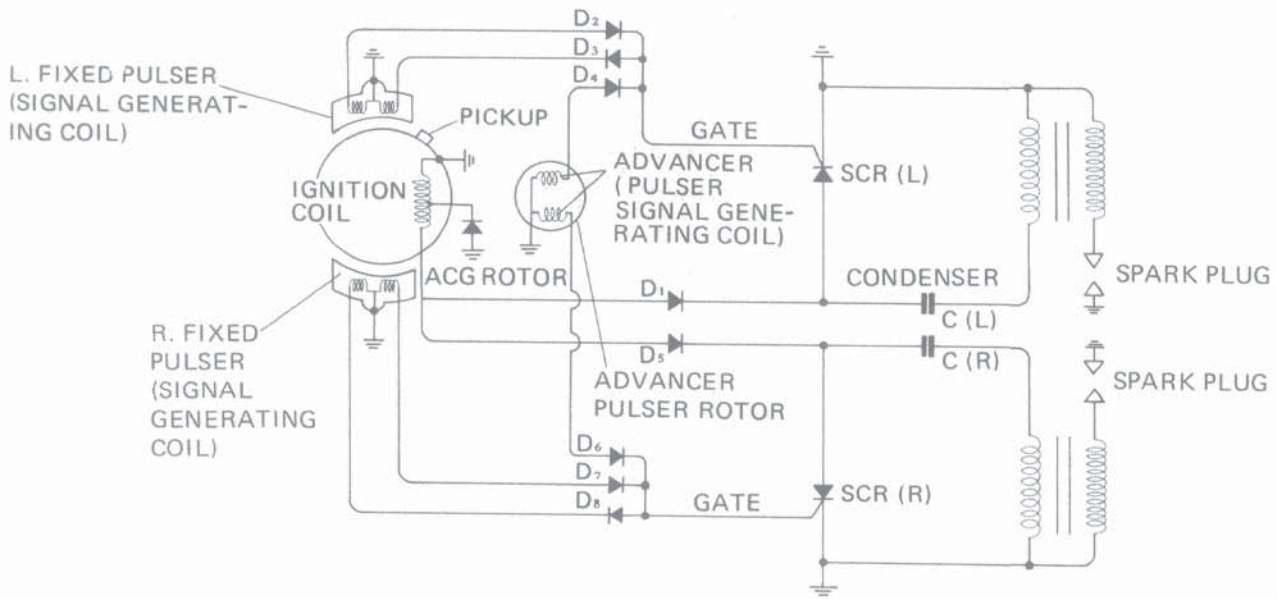 D2
D3
D4
L. FIXED PULSER
(SIGNAL GENERAT-
ING COIL)
PICKUP
GATE
IGNITION
COIL
ADVANCER
(PULSER
SIGNAL GENE-
RATING COIL)
SCR (L)
ACG ROTOR
D1
CONDENSER
C (L)
SPARK PLUG
R. FIXED
PULSER
(SIGNAL
GENERATING
COIL)
D5
C (R)
ADVANCER
PULSER ROTOR
SPARK PLUG
D6
D7
D8
GATE
SCR (R)